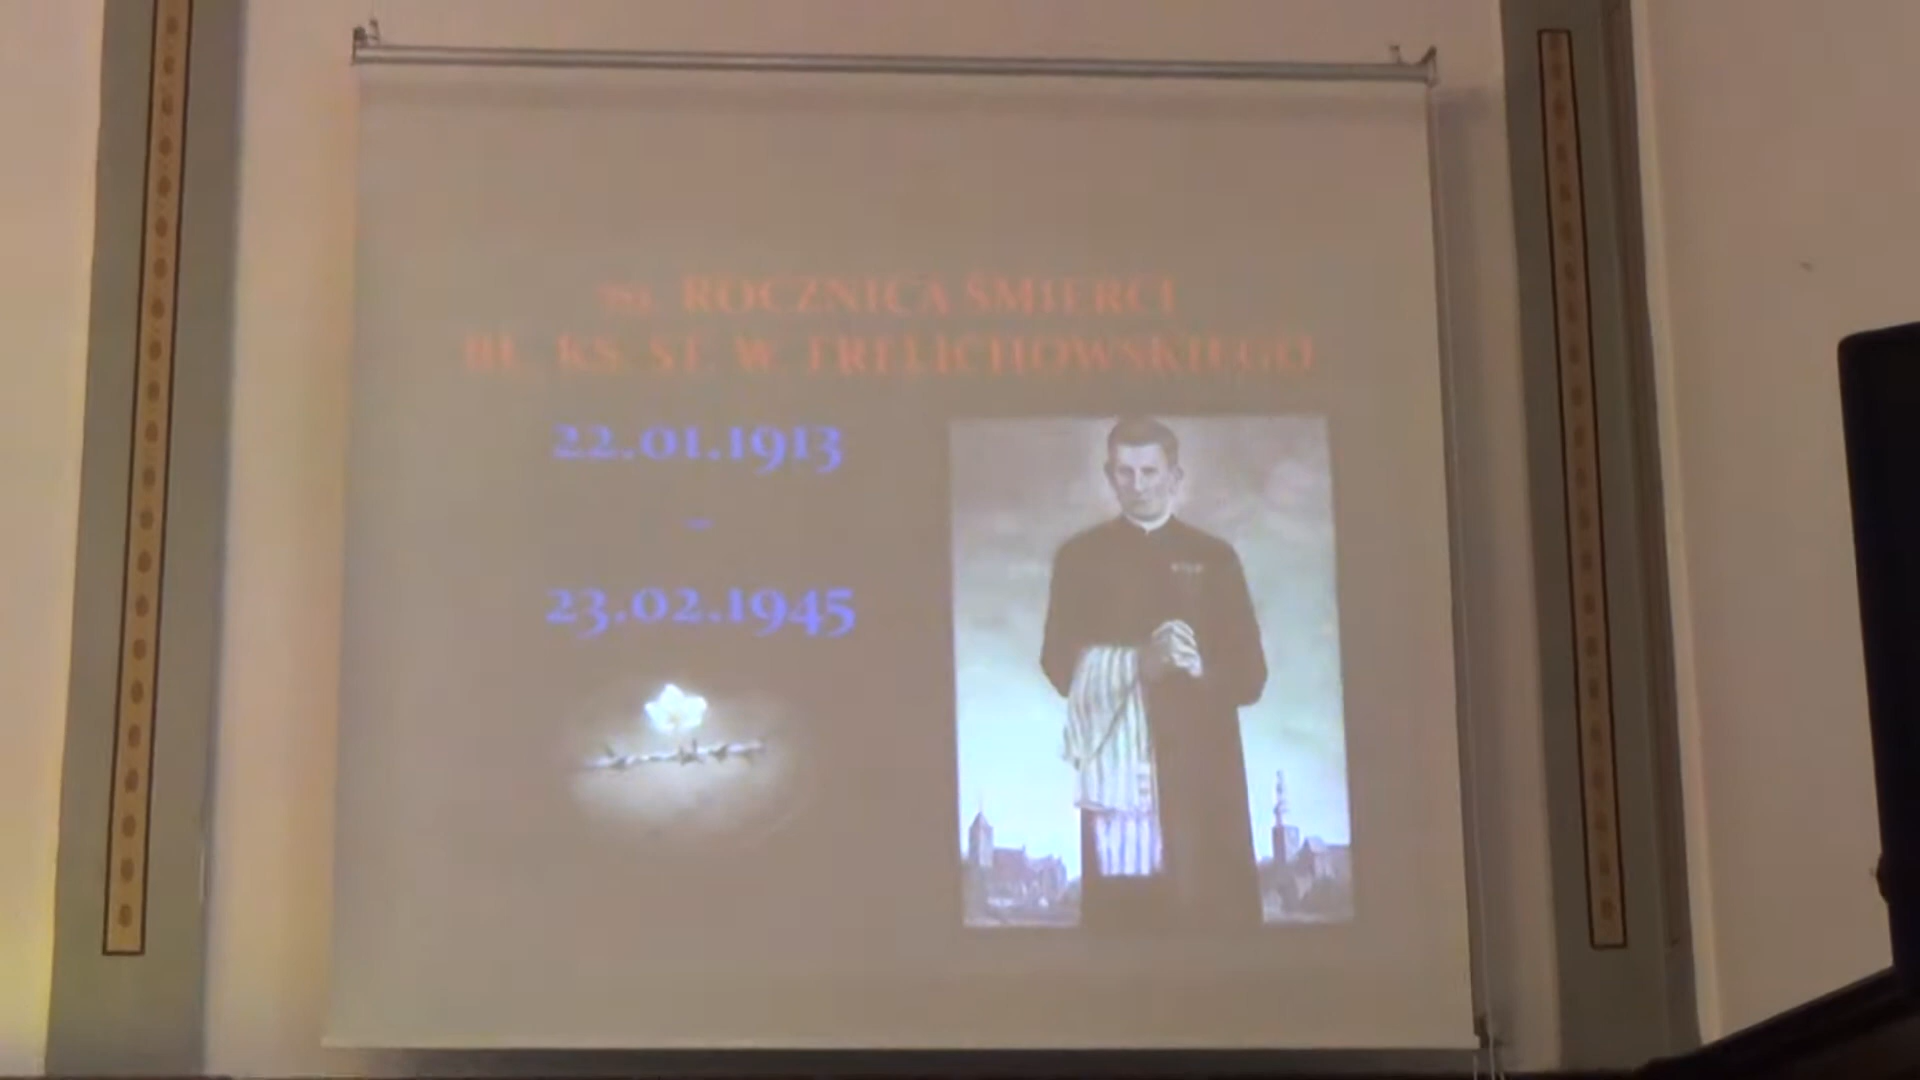 ROCZNICA ŚMIERCI
BŁ. KS. ST. W. FRELICHOWSKIEGO
22.01.1913
–
23.02.1945